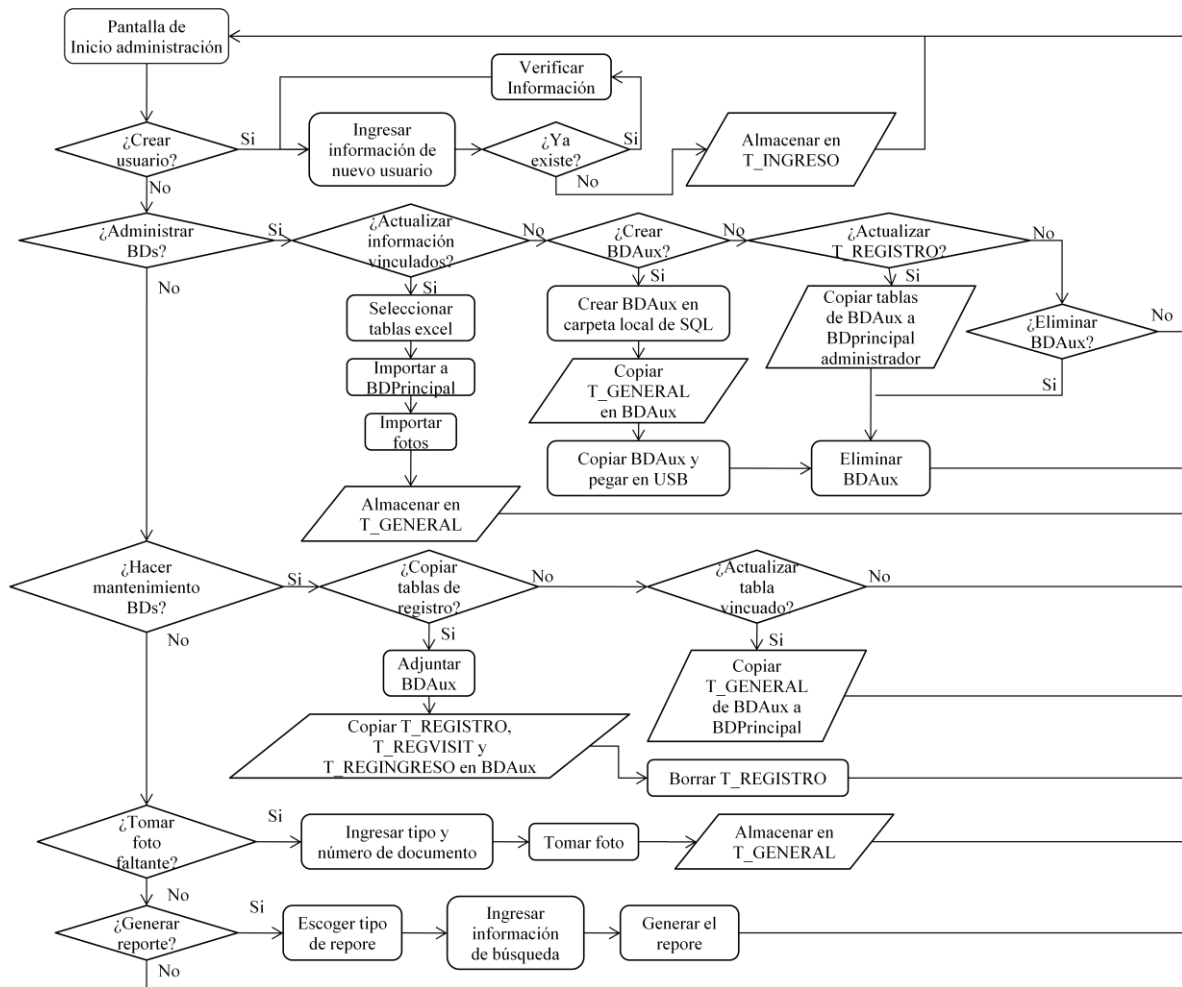 Pantalla de
Inicio administración
Verificar
Información
¿Crear
usuario?
Si
No
Ingresar
información de
nuevo usuario
¿Ya
existe?
Si
No
Almacenar en
T_INGRESO
¿Administrar
BDs?
Si
No
¿Actualizar
información
vinculados?
No
Si
¿Crear
BDAux?
No
Si
¿Actualizar
T_REGISTRO?
No
Si
Seleccionar
tablas excel
Importar a
BDPrincipal
Importar
fotos
Almacenar en
T_GENERAL
Crear BDAux en
carpeta local de SQL
Copiar
T_GENERAL
en BDAux
Copiar BDAux y
pegar en USB
Copiar tablas
de BDAux a
BDprincipal
administrador
¿Eliminar
BDAux?
No
Si
Eliminar
BDAux
¿Hacer
mantenimiento
BDs?
Si
No
¿Copiar
tablas de
registro?
No
Si
¿Actualizar
tabla
vincuado?
No
Si
Adjuntar
BDAux
Copiar T_REGISTRO,
T_REGVISIT y
T_REGINGRESO en BDAux
Copiar
T_GENERAL
de BDAux a
BDPrincipal
Borrar T_REGISTRO
¿Tomar
foto
faltante?
Si
No
Ingresar tipo y
número de documento
Tomar foto
Almacenar en
T_GENERAL
¿Generar
reporte?
Si
No
Escoger tipo
de repore
Ingresar
información
de búsqueda
Generar el
repore